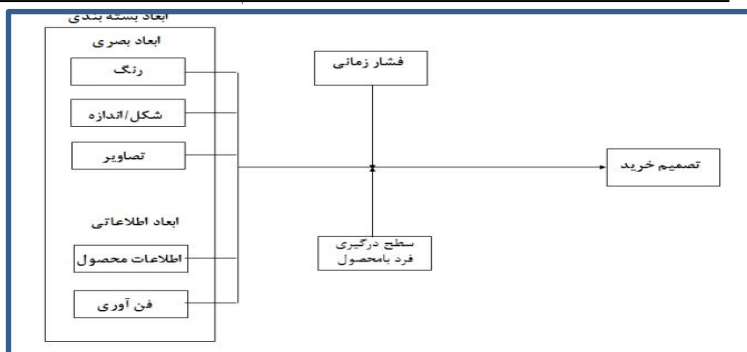 ابعاد بسته بندی
ابعاد بصری
رنگ
شکل/اندازه
تصاویر
ابعاد اطلاعاتی
اطلاعات محصول
فن آوری
فشار زمانی
سطح درگیری
فرد بامحصول
تصمیم خرید